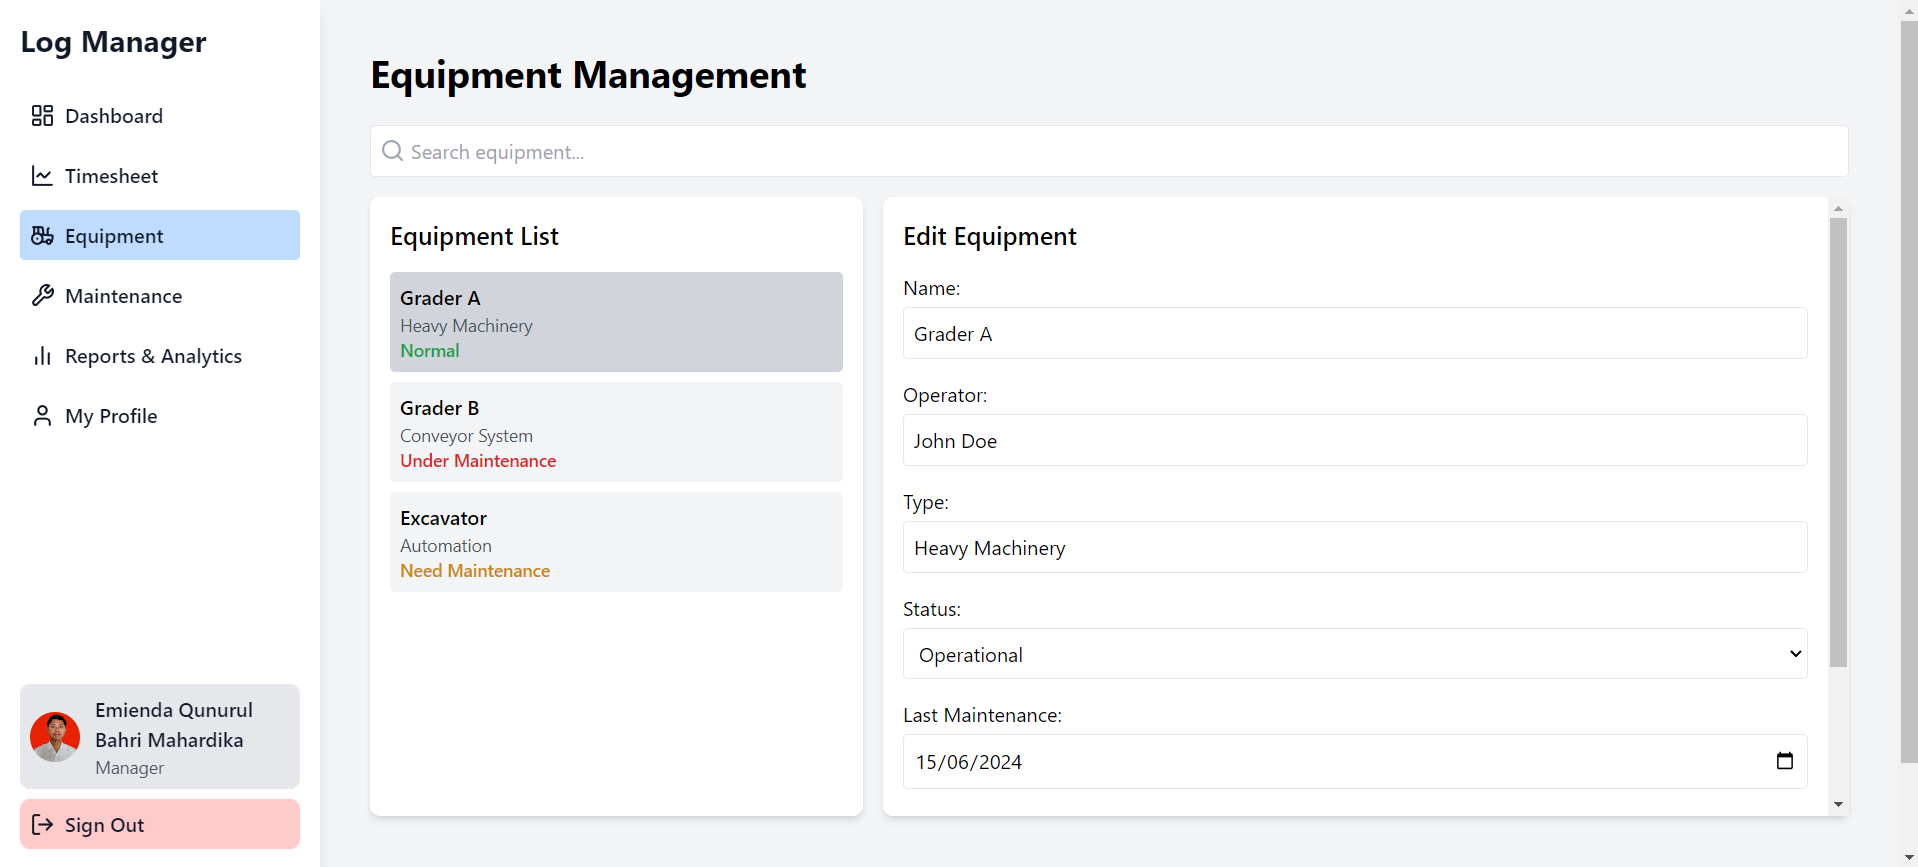 Log Manager
Dashboard
Timesheet
Equipment
Maintenance
Reports & Analytics
My Profile
Emienda Qunurul
Bahri Mahardika
Manager
Sign Out
Equipment Management
Search equipment...
Equipment List
Grader A
Heavy Machinery
Normal
Grader B
Conveyor System
Under Maintenance
Excavator
Automation
Need Maintenance
Edit Equipment
Name:
Grader A
Operator:
John Doe
Type:
Heavy Machinery
Status:
Operational
Last Maintenance:
15/06/2024